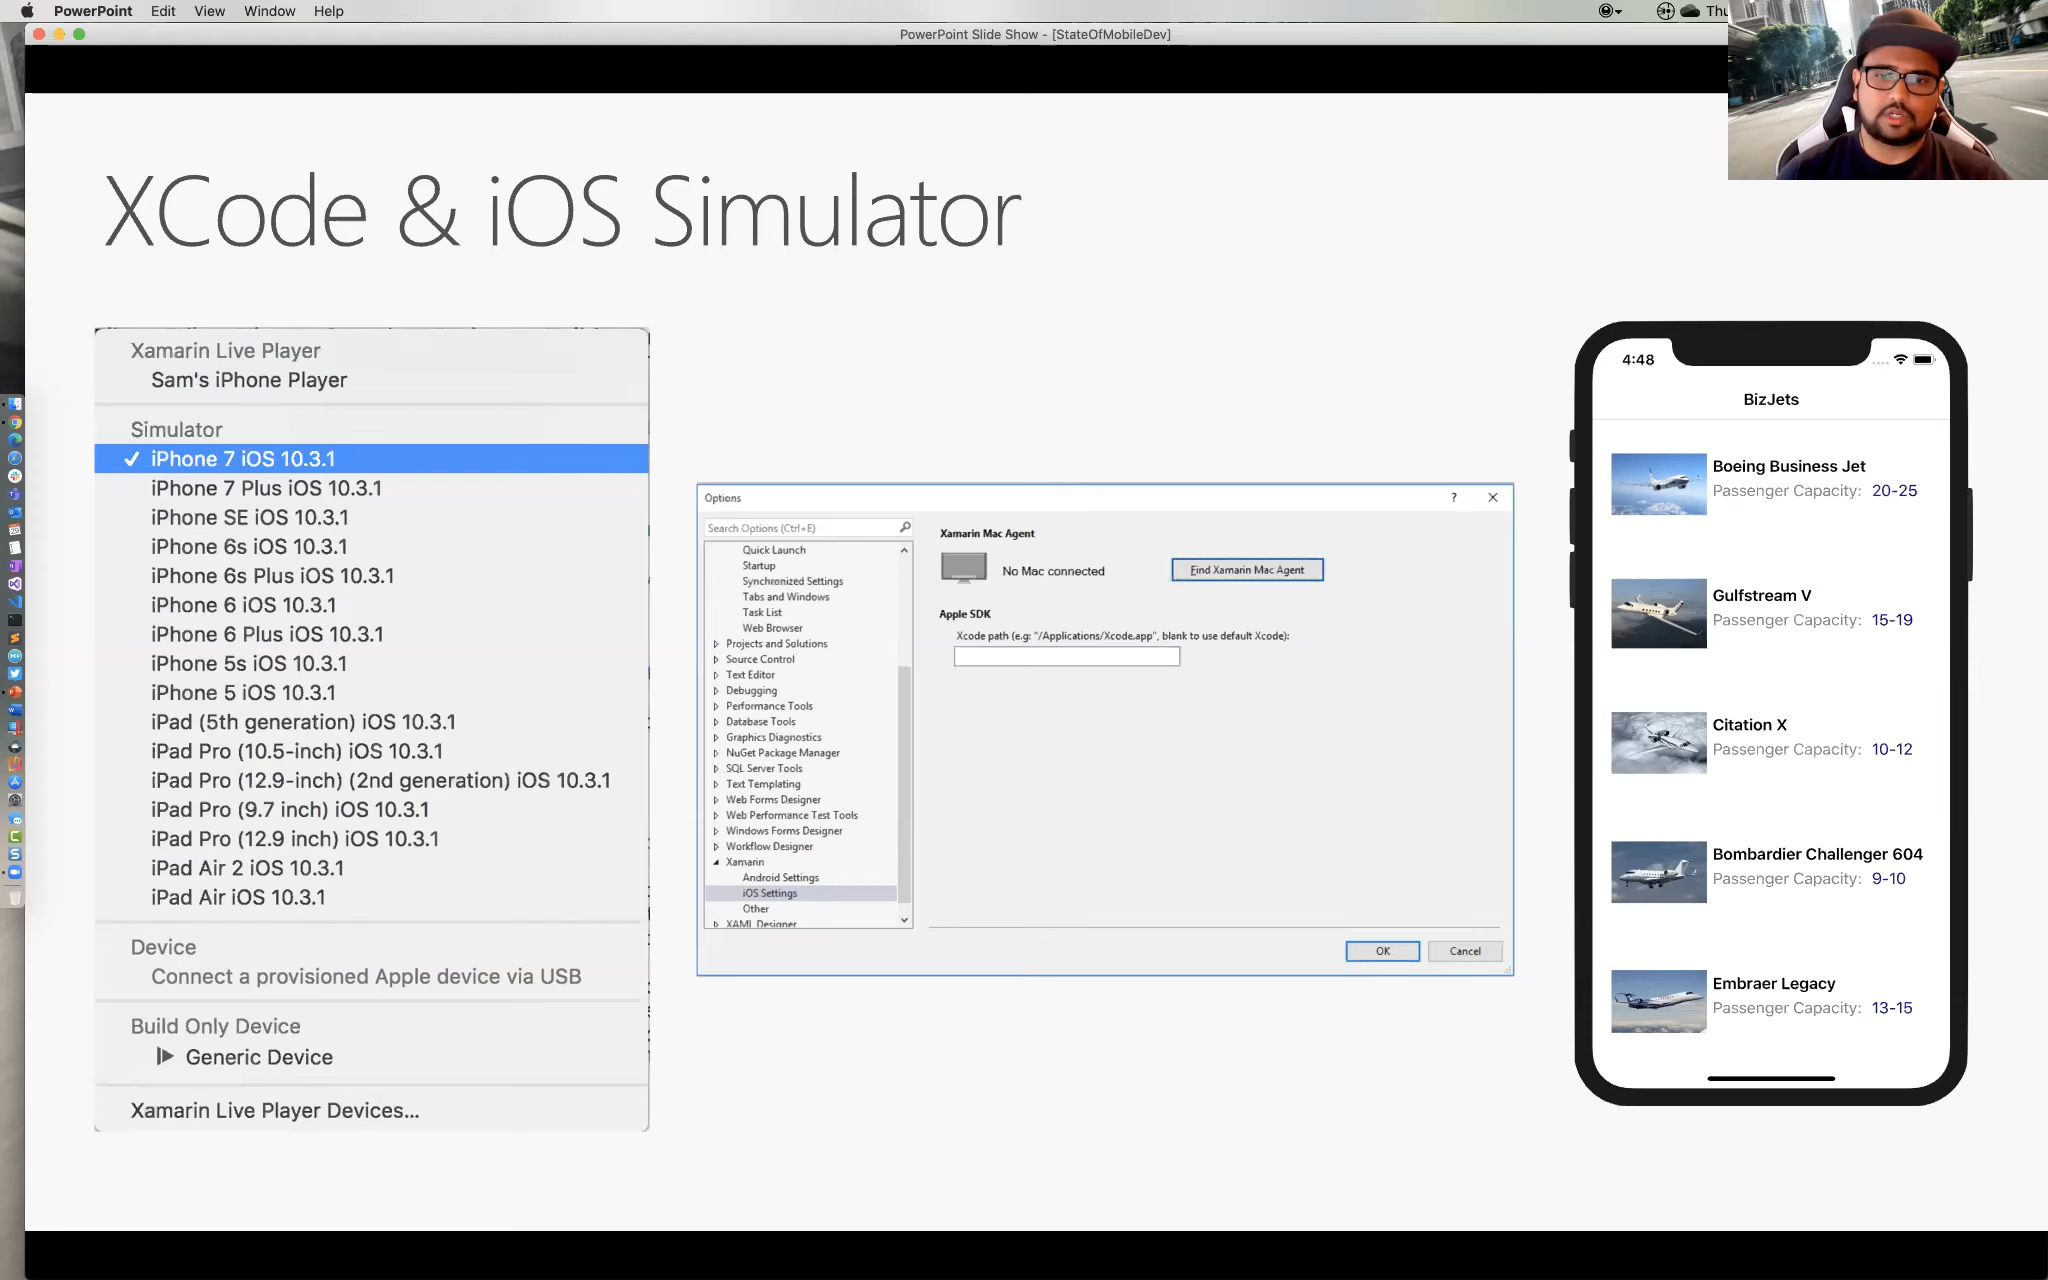 PowerPoint Edit View Window Help
Thu
PowerPoint Slide Show - [StateOfMobileDev]
XCode & iOS Simulator
Xamarin Live Player
Sam's iPhone Player
Simulator
✓ iPhone 7 iOS 10.3.1
iPhone 7 Plus iOS 10.3.1
iPhone SE iOS 10.3.1
iPhone 6s iOS 10.3.1
iPhone 6s Plus iOS 10.3.1
iPhone 6 iOS 10.3.1
iPhone 6 Plus iOS 10.3.1
iPhone 5s iOS 10.3.1
iPhone 5 iOS 10.3.1
iPad (5th generation) iOS 10.3.1
iPad Pro (10.5-inch) iOS 10.3.1
iPad Pro (12.9-inch) (2nd generation) iOS 10.3.1
iPad Pro (9.7 inch) iOS 10.3.1
iPad Pro (12.9 inch) iOS 10.3.1
iPad Air 2 iOS 10.3.1
iPad Air iOS 10.3.1
Device
Connect a provisioned Apple device via USB
Build Only Device
Generic Device
Xamarin Live Player Devices...
Options ?
Search Options (Ctrl+E)
Quick Launch
Startup
Synchronized Settings
Tabs and Windows
Task List
Web Browser
Projects and Solutions
Source Control
Text Editor
Debugging
Performance Tools
Database Tools
Graphics Diagnostics
NuGet Package Manager
SQL Server Tools
Text Templating
Web Forms Designer
Web Performance Test Tools
Windows Forms Designer
Workflow Designer
Xamarin
Android Settings
iOS Settings
Other
XAML Designer
Xamarin Mac Agent
No Mac connected
Find Xamarin Mac Agent
Apple SDK
Xcode path (e.g: "/Applications/Xcode.app", blank to use default Xcode):
OK Cancel
4:48
BizJets
Boeing Business Jet
Passenger Capacity: 20-25
Gulfstream V
Passenger Capacity: 15-19
Citation X
Passenger Capacity: 10-12
Bombardier Challenger 604
Passenger Capacity: 9-10
Embraer Legacy
Passenger Capacity: 13-15